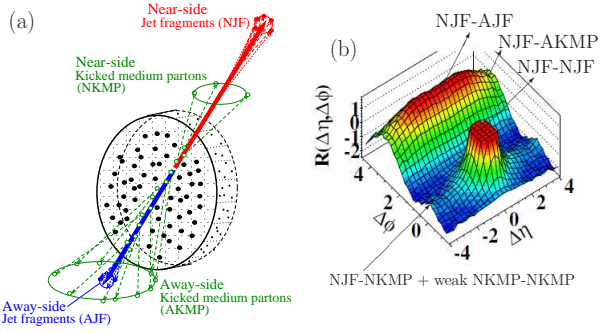 (a)
Near-side
Jet fragments (NJF)
Near-side
Kicked medium partons
(NKMP)
Away-side
Jet fragments (AJF)
Away-side
Kicked medium partons
(AKMP)
(b)
NJF-AJF
NJF-AKMP
NJF-NJF
R(Δη,Δϕ)
1
0
-1
-2
4
2
0
Δϕ
-4
-2
0
2
4
Δη
NJF-NKMP + weak NKMP-NKMP